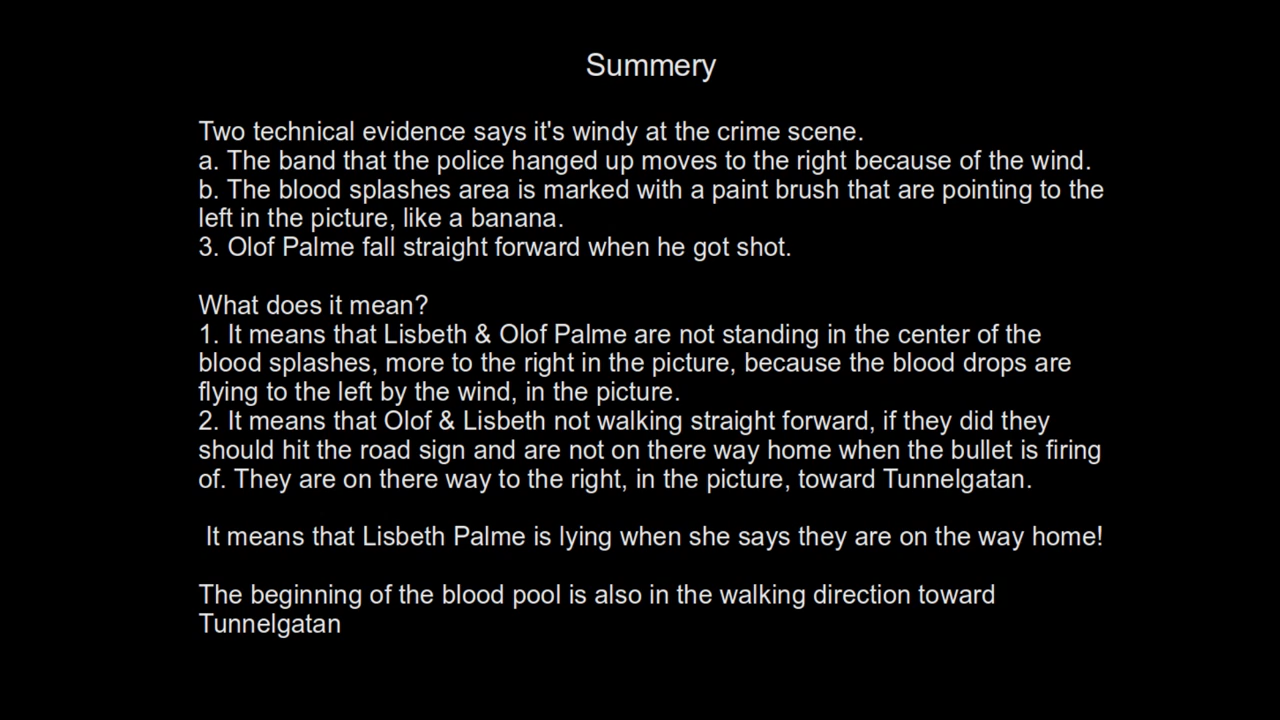 Summery
Two technical evidence says it's windy at the crime scene.
a. The band that the police hanged up moves to the right because of the wind.
b. The blood splashes area is marked with a paint brush that are pointing to the
left in the picture, like a banana.
3. Olof Palme fall straight forward when he got shot.
What does it mean?
1. It means that Lisbeth & Olof Palme are not standing in the center of the
blood splashes, more to the right in the picture, because the blood drops are
flying to the left by the wind, in the picture.
2. It means that Olof & Lisbeth not walking straight forward, if they did they
should hit the road sign and are not on there way home when the bullet is firing
of. They are on there way to the right, in the picture, toward Tunnelgatan.
It means that Lisbeth Palme is lying when she says they are on the way home!
The beginning of the blood pool is also in the walking direction toward
Tunnelgatan